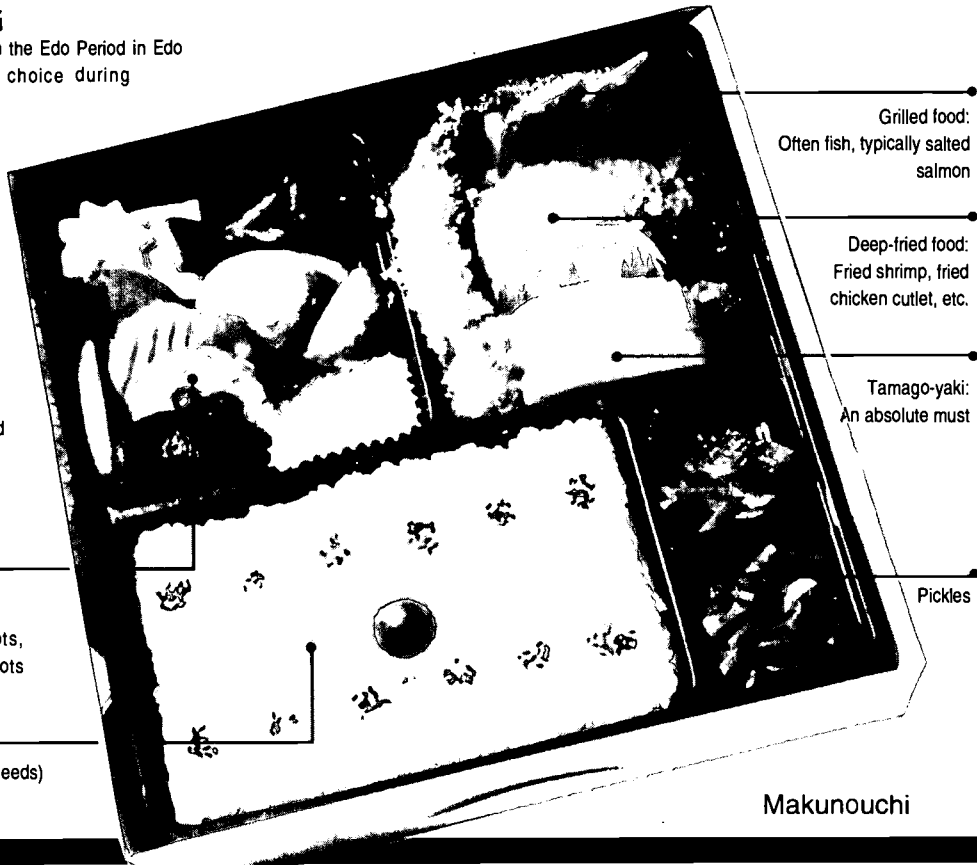 n the Edo Period in Edo
choice during
Grilled food:
Often fish, typically salted
salmon
Deep-fried food:
Fried shrimp, fried
chicken cutlet, etc.
Tamago-yaki:
An absolute must
d
Pickles
ots,
ots
eeds)
Makunouchi